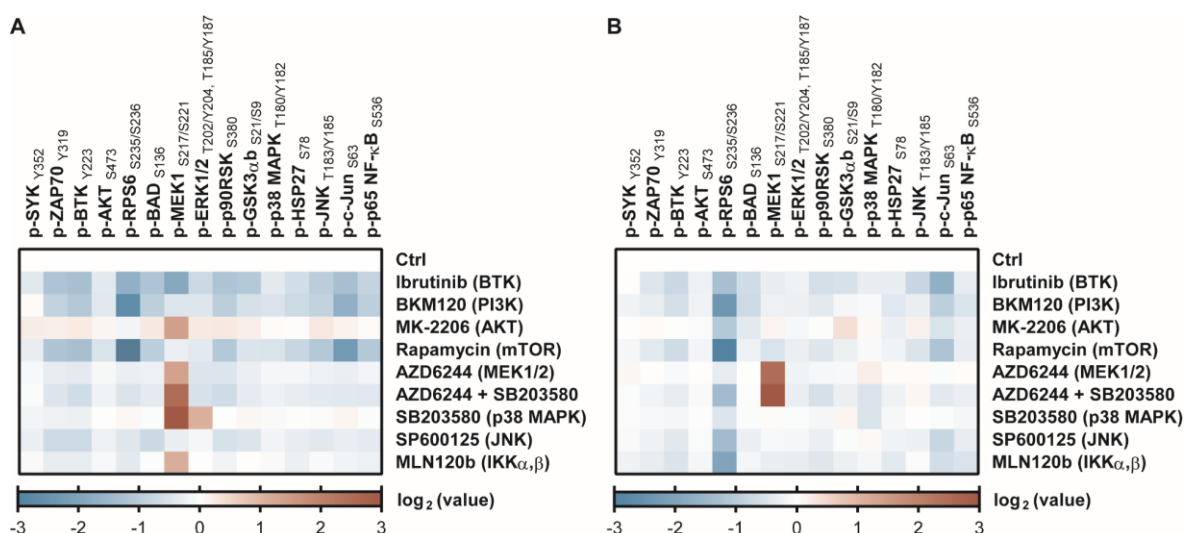 A
p-SYK Y352
p-ZAP70 Y319
p-BTK Y223
p-AKT S473
p-RPS6 S235/S236
p-BAD S136
p-MEK1 S217/S221
p-ERK1/2 T202/Y204, T185/Y187
p-p90RSK S380
p-GSK3αb S21/S9
p-p38 MAPK T180/Y182
p-HSP27 S78
p-JNK T183/Y185
p-c-Jun S63
p-p65 NF-κB S536
Ctrl
Ibrutinib (BTK)
BKM120 (PI3K)
MK-2206 (AKT)
Rapamycin (mTOR)
AZD6244 (MEK1/2)
AZD6244 + SB203580
SB203580 (p38 MAPK)
SP600125 (JNK)
MLN120b (IKKα,β)
log2 (value)
-3 -2 -1 0 1 2 3
B
p-SYK Y352
p-ZAP70 Y319
p-BTK Y223
p-AKT S473
p-RPS6 S235/S236
p-BAD S136
p-MEK1 S217/S221
p-ERK1/2 T202/Y204, T185/Y187
p-p90RSK S380
p-GSK3αb S21/S9
p-p38 MAPK T180/Y182
p-HSP27 S78
p-JNK T183/Y185
p-c-Jun S63
p-p65 NF-κB S536
Ctrl
Ibrutinib (BTK)
BKM120 (PI3K)
MK-2206 (AKT)
Rapamycin (mTOR)
AZD6244 (MEK1/2)
AZD6244 + SB203580
SB203580 (p38 MAPK)
SP600125 (JNK)
MLN120b (IKKα,β)
log2 (value)
-3 -2 -1 0 1 2 3